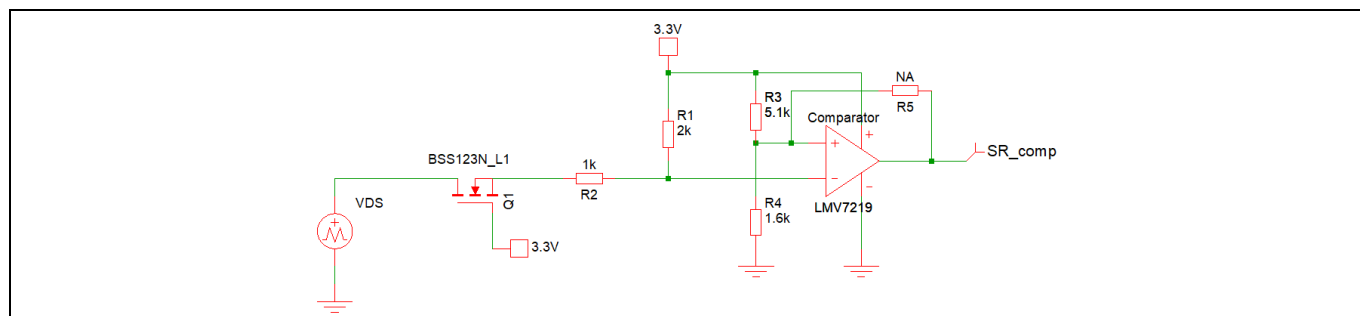 3.3V
NA
R3
5.1k
R5
R1
2k
Comparator
+
+
SR_comp
BSS123N_L1
1k
R2
−
−
Q1
VDS
+
R4
1.6k
LMV7219
3.3V